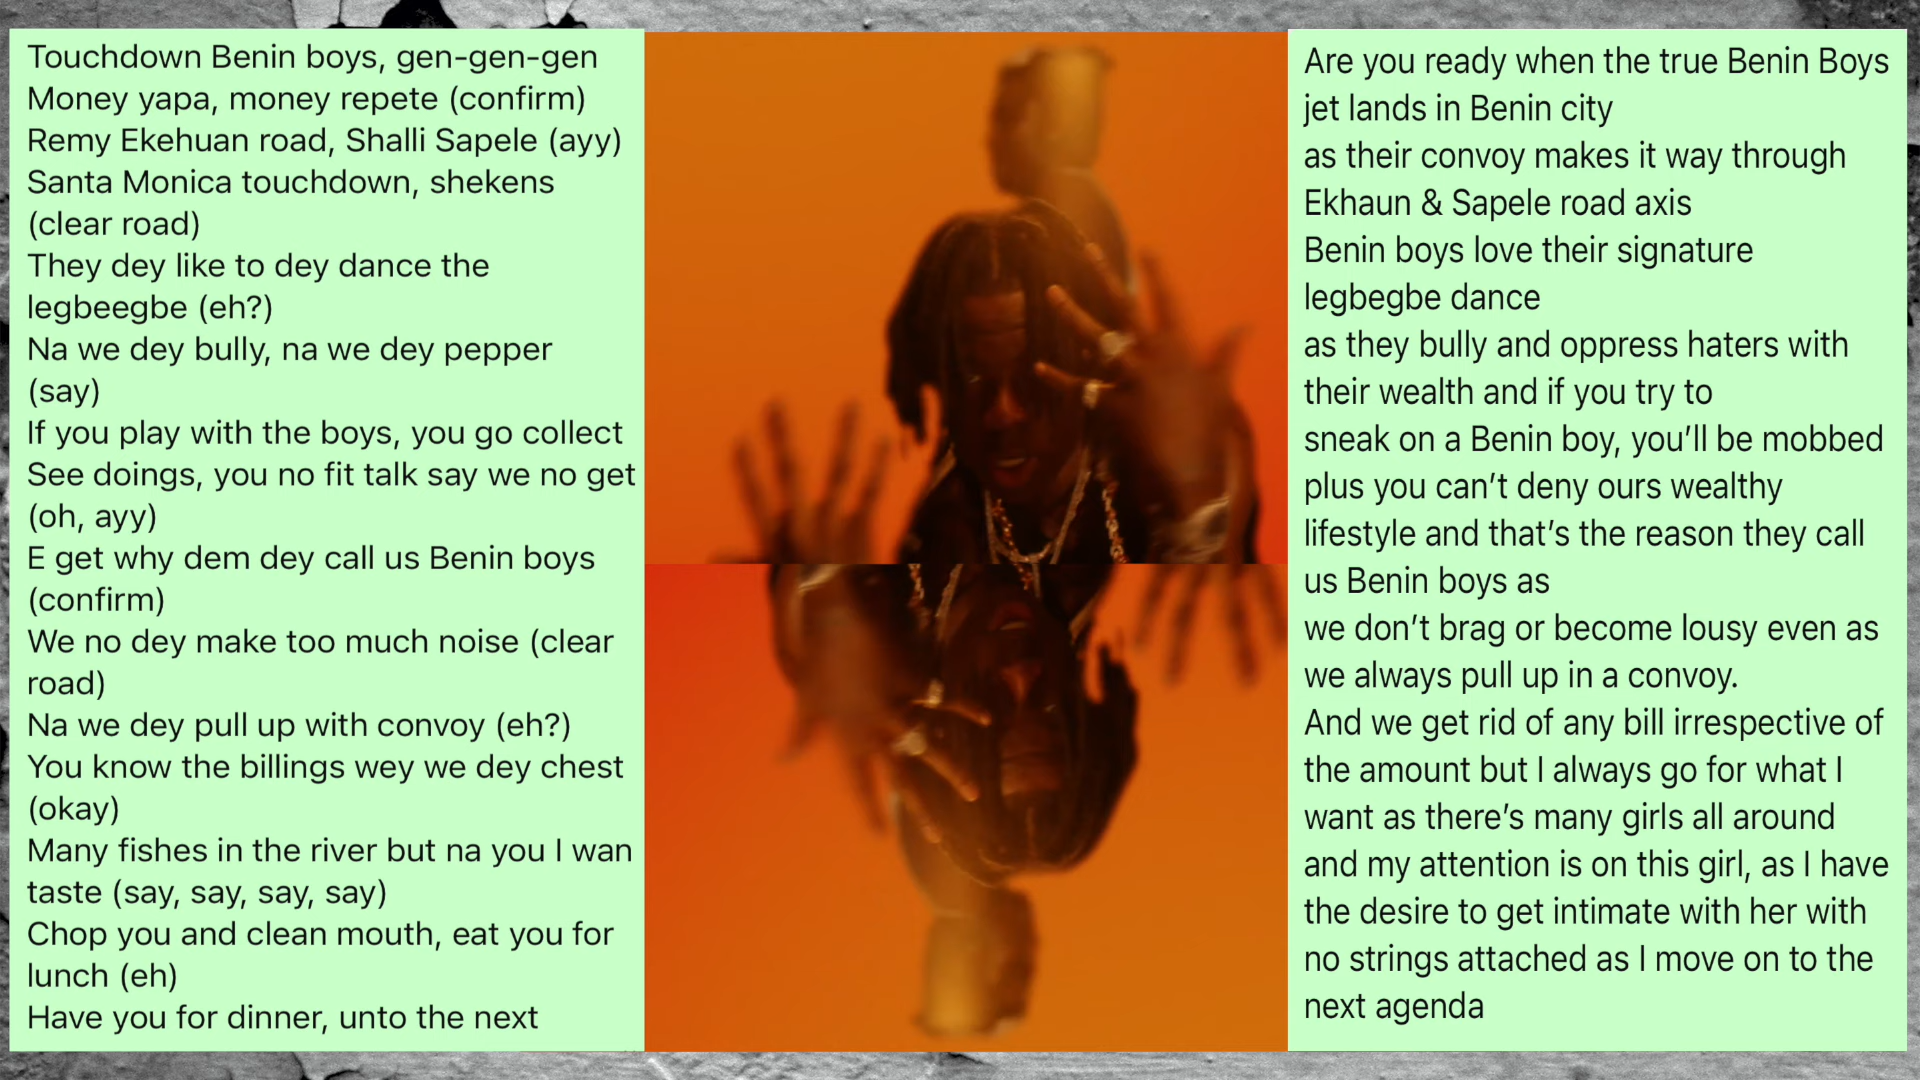 Touchdown Benin boys, gen-gen-gen
Money yapa, money repete (confirm)
Remy Ekehuan road, Shalli Sapele (ayy)
Santa Monica touchdown, shekens
(clear road)
They dey like to dey dance the
legbeegbe (eh?)
Na we dey bully, na we dey pepper
(say)
If you play with the boys, you go collect
See doings, you no fit talk say we no get
(oh, ayy)
E get why dem dey call us Benin boys
(confirm)
We no dey make too much noise (clear
road)
Na we dey pull up with convoy (eh?)
You know the billings wey we dey chest
(okay)
Many fishes in the river but na you I wan
taste (say, say, say, say)
Chop you and clean mouth, eat you for
lunch (eh)
Have you for dinner, unto the next
Are you ready when the true Benin Boys
jet lands in Benin city
as their convoy makes it way through
Ekhaun & Sapele road axis
Benin boys love their signature
legbegbe dance
as they bully and oppress haters with
their wealth and if you try to
sneak on a Benin boy, you’ll be mobbed
plus you can’t deny ours wealthy
lifestyle and that’s the reason they call
us Benin boys as
we don’t brag or become lousy even as
we always pull up in a convoy.
And we get rid of any bill irrespective of
the amount but I always go for what I
want as there’s many girls all around
and my attention is on this girl, as I have
the desire to get intimate with her with
no strings attached as I move on to the
next agenda